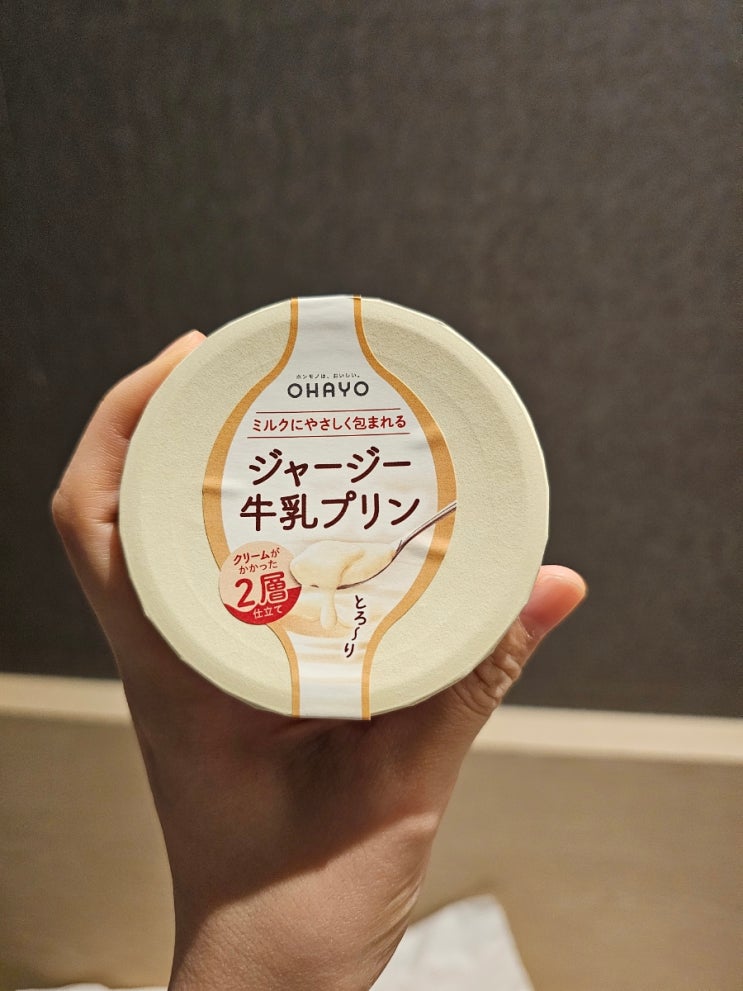 ホンモノは、おいしい。
OHAYO
ミルクにやさしく包まれる
ジャージー
牛乳プリン
クリームが
かかった
2層
仕立て
とろ〜り